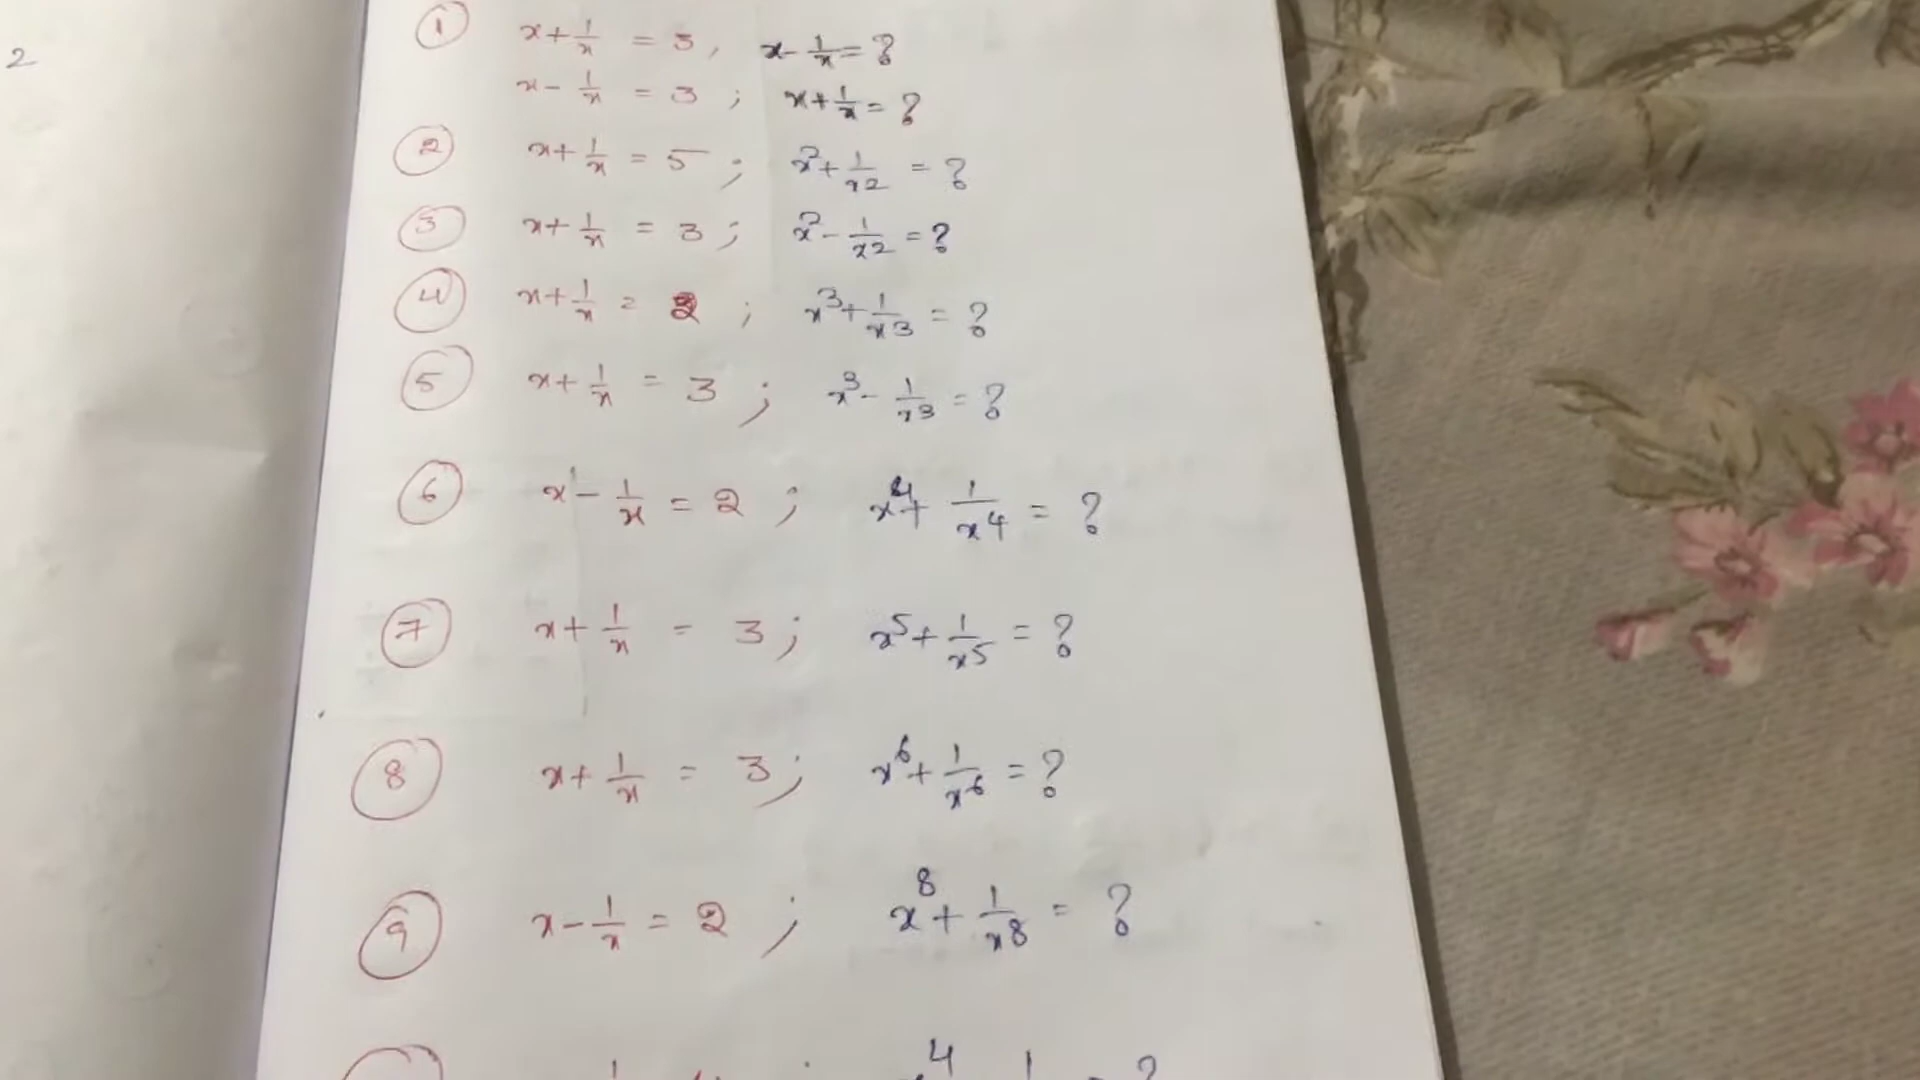 2
① x + 1/x = 3, x - 1/x = ?
x - 1/x = 3 ; x + 1/x = ?
② x + 1/x = 5 ; x² + 1/x2 = ?
③ x + 1/x = 3 ; x² - 1/x2 = ?
④ x + 1/x = 2 ; x³ + 1/x3 = ?
⑤ x + 1/x = 3 ; x³ - 1/x3 = ?
⑥ x - 1/x = 2 ; x⁴ + 1/x⁴ = ?
⑦ x + 1/x = 3 ; x⁵ + 1/x⁵ = ?
⑧ x + 1/x = 3 ; x⁶ + 1/x⁶ = ?
⑨ x - 1/x = 2 ; x⁸ + 1/x8 = ?